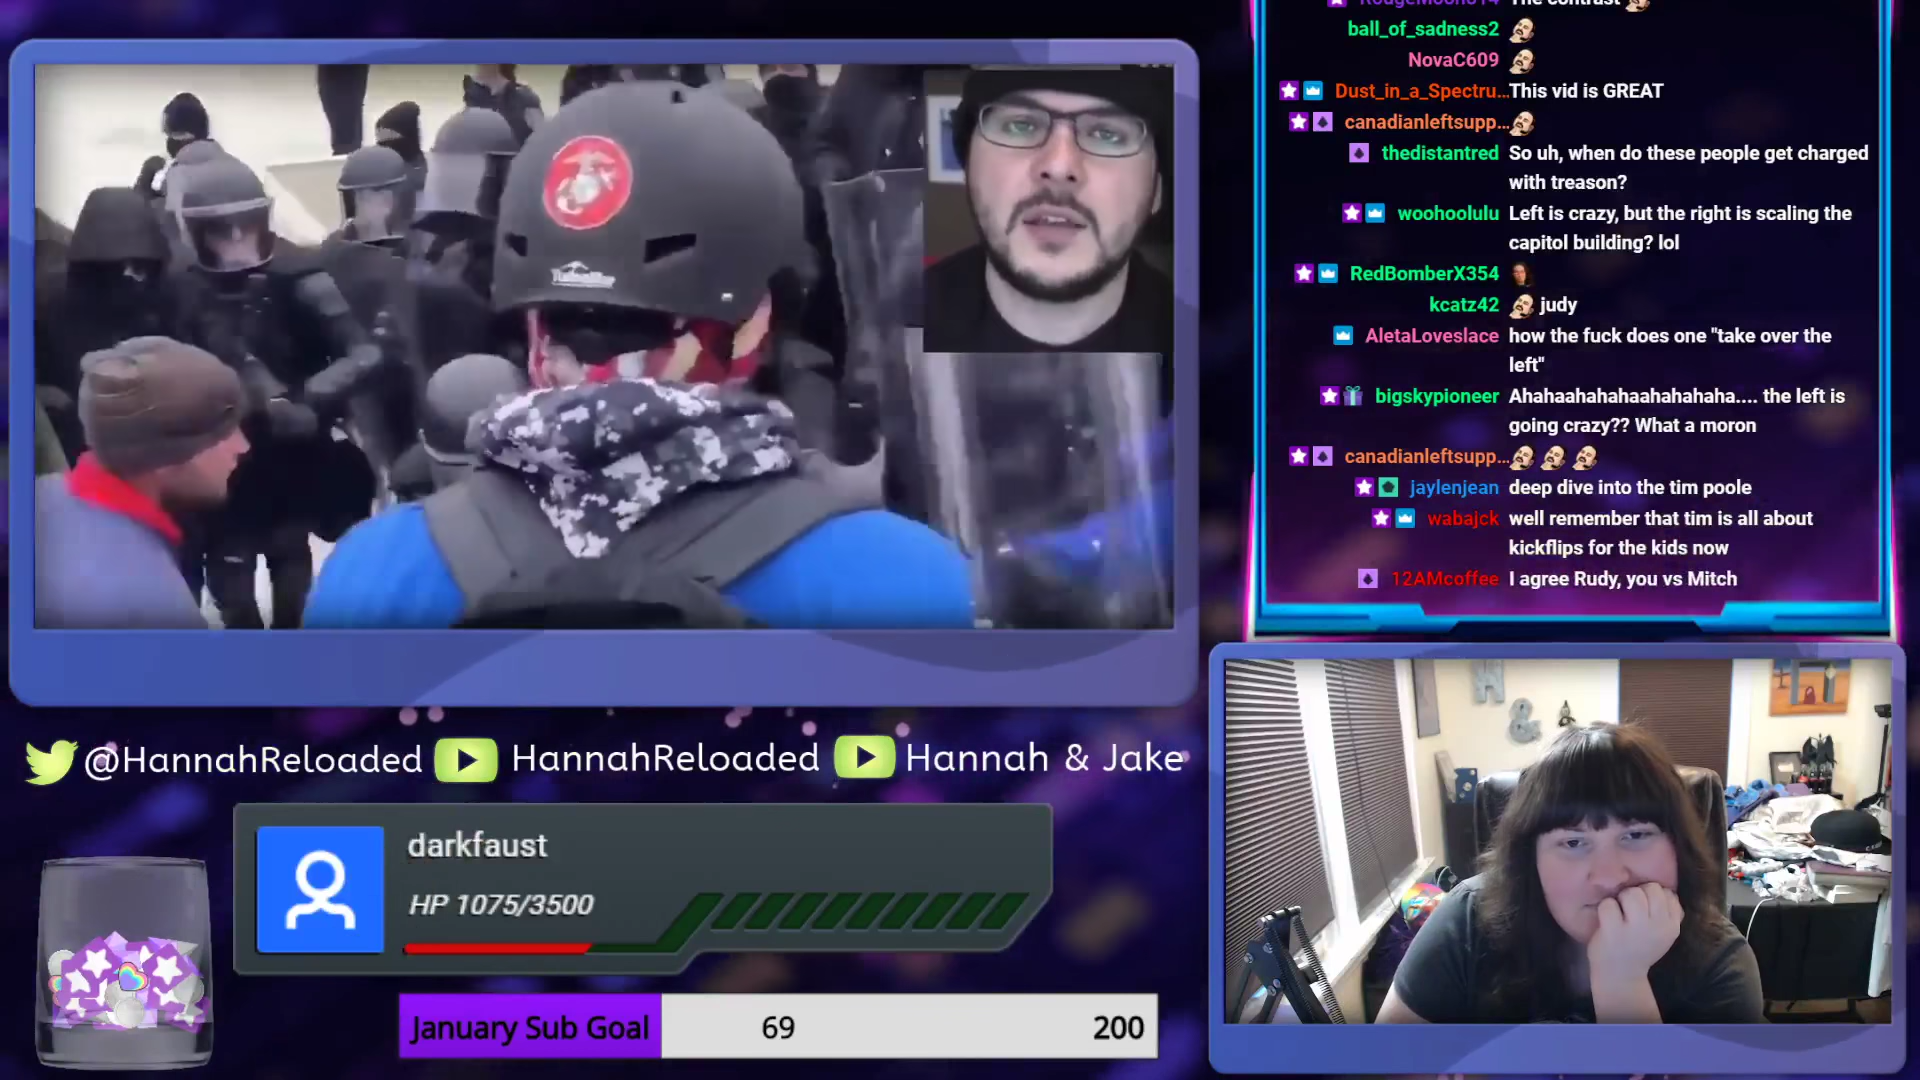 The contrast
ball_of_sadness2
NovaC609
Dust_in_a_Spectru... This vid is GREAT
canadianleftsupp...
thedistantred So uh, when do these people get charged
with treason?
woohoolulu Left is crazy, but the right is scaling the
capitol building? lol
RedBomberX354
kcatz42 judy
AletaLoveslace how the fuck does one "take over the
left"
bigskypioneer Ahahaahahahaahahahaha.... the left is
going crazy?? What a moron
canadianleftsupp...
jaylenjean deep dive into the tim poole
wabajck well remember that tim is all about
kickflips for the kids now
12AMcoffee I agree Rudy, you vs Mitch
@HannahReloaded HannahReloaded Hannah & Jake
darkfaust
HP 1075/3500
January Sub Goal 69 200